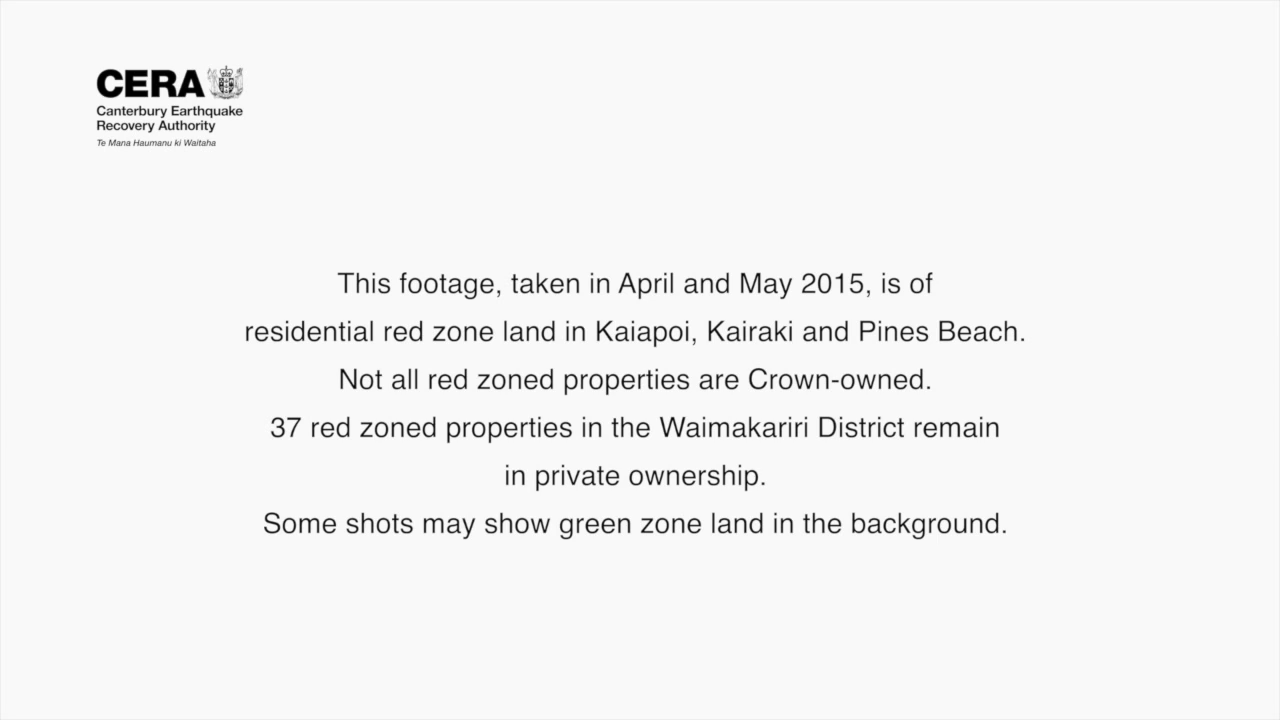 CERA
Canterbury Earthquake
Recovery Authority
Te Mana Haumanu ki Waitaha
This footage, taken in April and May 2015, is of
residential red zone land in Kaiapoi, Kairaki and Pines Beach.
Not all red zoned properties are Crown-owned.
37 red zoned properties in the Waimakariri District remain
in private ownership.
Some shots may show green zone land in the background.